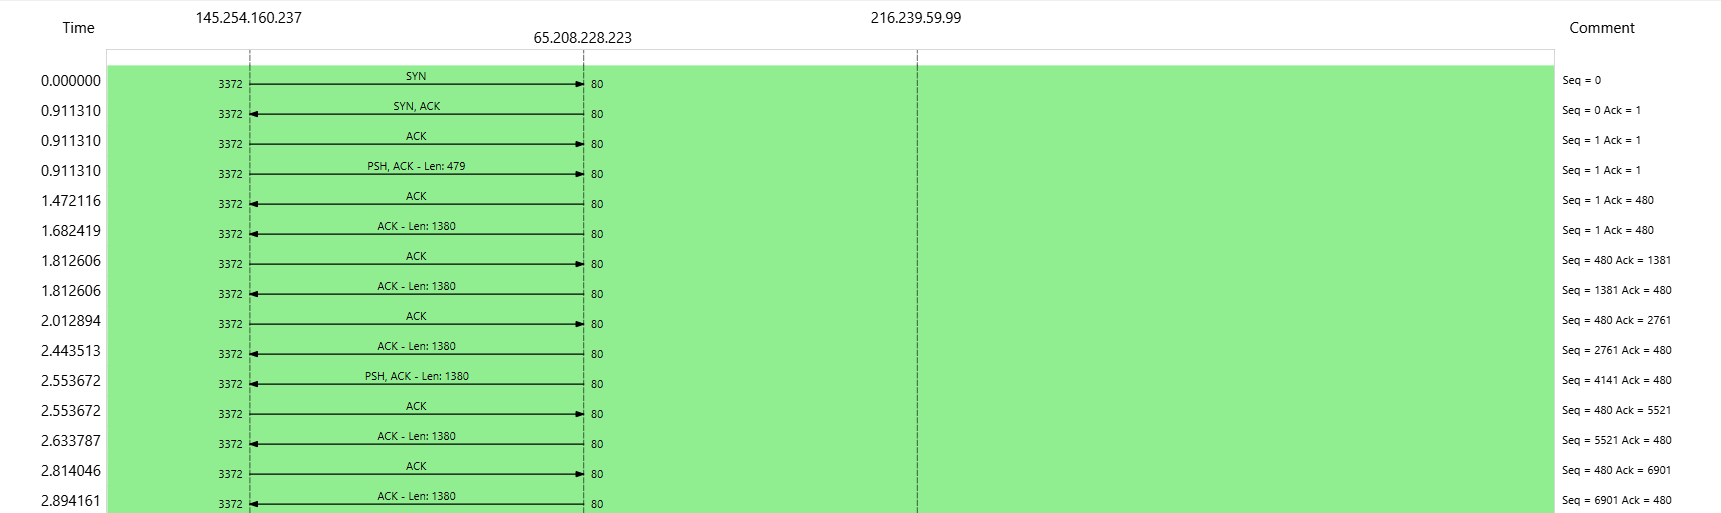 145.254.160.237 216.239.59.99
Time Comment
65.208.228.223
0.000000 3372 SYN 80 Seq = 0
0.911310 3372 SYN, ACK 80 Seq = 0 Ack = 1
0.911310 3372 ACK 80 Seq = 1 Ack = 1
0.911310 3372 PSH, ACK - Len: 479 80 Seq = 1 Ack = 1
1.472116 3372 ACK 80 Seq = 1 Ack = 480
1.682419 3372 ACK - Len: 1380 80 Seq = 1 Ack = 480
1.812606 3372 ACK 80 Seq = 480 Ack = 1381
1.812606 3372 ACK - Len: 1380 80 Seq = 1381 Ack = 480
2.012894 3372 ACK 80 Seq = 480 Ack = 2761
2.443513 3372 ACK - Len: 1380 80 Seq = 2761 Ack = 480
2.553672 3372 PSH, ACK - Len: 1380 80 Seq = 4141 Ack = 480
2.553672 3372 ACK 80 Seq = 480 Ack = 5521
2.633787 3372 ACK - Len: 1380 80 Seq = 5521 Ack = 480
2.814046 3372 ACK 80 Seq = 480 Ack = 6901
2.894161 3372 ACK - Len: 1380 80 Seq = 6901 Ack = 480